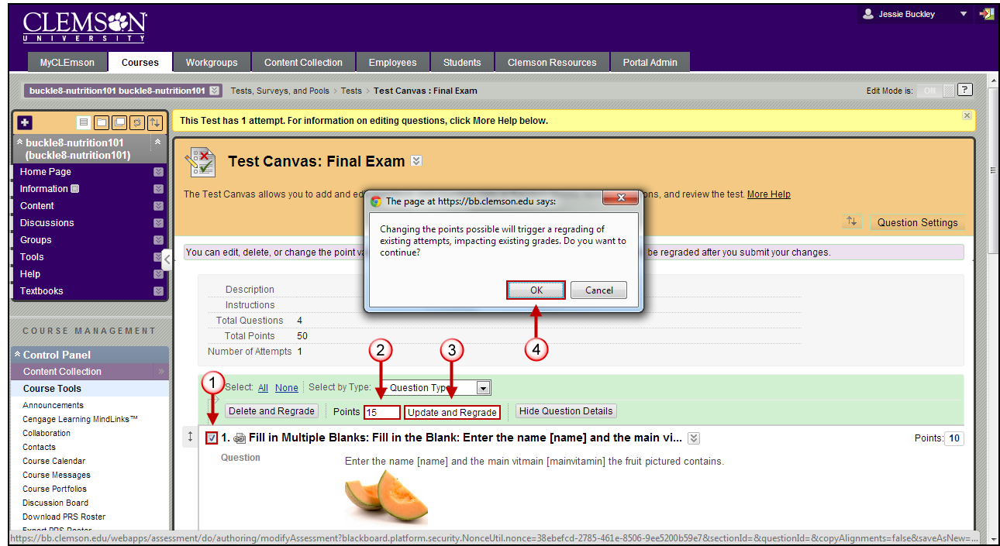 CLEMSON
UNIVERSITY
Jessie Buckley
MyCLEmson Courses Workgroups Content Collection Employees Students Clemson Resources Portal Admin
buckle8-nutrition101 buckle8-nutrition101 Tests, Surveys, and Pools > Tests > Test Canvas : Final Exam
Edit Mode is: ON ?
This Test has 1 attempt. For information on editing questions, click More Help below.
buckle8-nutrition101
(buckle8-nutrition101)
Home Page
Information
Content
Discussions
Groups
Tools
Help
Textbooks
COURSE MANAGEMENT
Control Panel
Content Collection
Course Tools
Announcements
Cengage Learning MindLinks™
Collaboration
Contacts
Course Calendar
Course Messages
Course Portfolios
Discussion Board
Download PRS Roster
Export PRS Roster
Test Canvas: Final Exam
The Test Canvas allows you to add and ed
ons, and review the test. More Help
Question Settings
You can edit, delete, or change the point va
be regraded after you submit your changes.
The page at https://bb.clemson.edu says:
Changing the points possible will trigger a regrading of
existing attempts, impacting existing grades. Do you want to
continue?
OK Cancel
Description
Instructions
Total Questions 4
Total Points 50
Number of Attempts 1
1 2 3 4
Select: All None Select by Type: Question Type
Delete and Regrade Points 15 Update and Regrade Hide Question Details
1. Fill in Multiple Blanks: Fill in the Blank: Enter the name [name] and the main vi... Points: 10
Question Enter the name [name] and the main vitmain [mainvitamin] the fruit pictured contains.
https://bb.clemson.edu/webapps/assessment/do/authoring/modifyAssessment?blackboard.platform.security.NonceUtil.nonce=38ebefcd-2785-461e-8506-9ee5200b59e7&sectionId=&questionId=&copyAlignments=false&saveAsNew=...